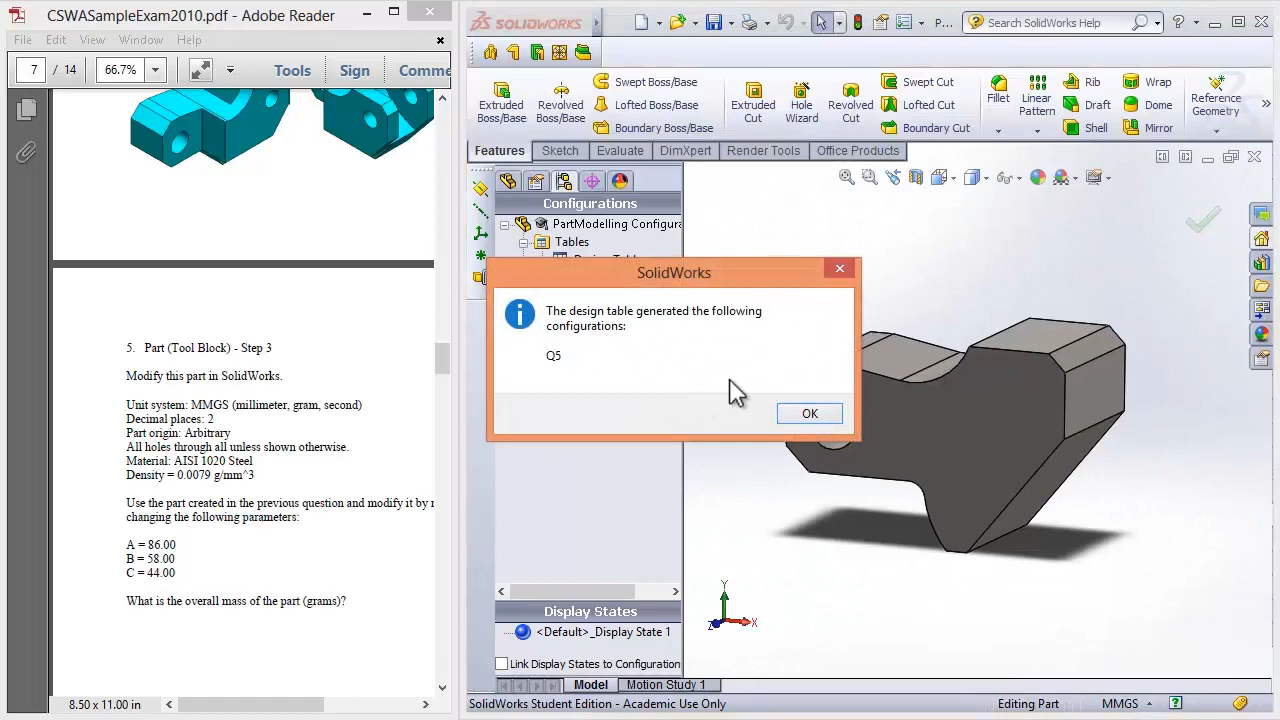 CSWASampleExam2010.pdf - Adobe Reader
File Edit View Window Help
7 / 14 66.7% Tools Sign Comme
5. Part (Tool Block) - Step 3
Modify this part in SolidWorks.
Unit system: MMGS (millimeter, gram, second)
Decimal places: 2
Part origin: Arbitrary
All holes through all unless shown otherwise.
Material: AISI 1020 Steel
Density = 0.0079 g/mm^3
Use the part created in the previous question and modify it by r
changing the following parameters:
A = 86.00
B = 58.00
C = 44.00
What is the overall mass of the part (grams)?
8.50 x 11.00 in
SOLIDWORKS P... Search SolidWorks Help
Extruded Boss/Base
Revolved Boss/Base
Swept Boss/Base
Lofted Boss/Base
Boundary Boss/Base
Extruded Cut
Hole Wizard
Revolved Cut
Swept Cut
Lofted Cut
Boundary Cut
Fillet
Linear Pattern
Rib
Draft
Shell
Wrap
Dome
Mirror
Reference Geometry
Features Sketch Evaluate DimXpert Render Tools Office Products
Configurations
PartModelling Configura
Tables
SolidWorks
The design table generated the following
configurations:
Q5
OK
Y
X
Z
Display States
<Default>_Display State 1
Link Display States to Configuration
Model Motion Study 1
SolidWorks Student Edition - Academic Use Only Editing Part MMGS